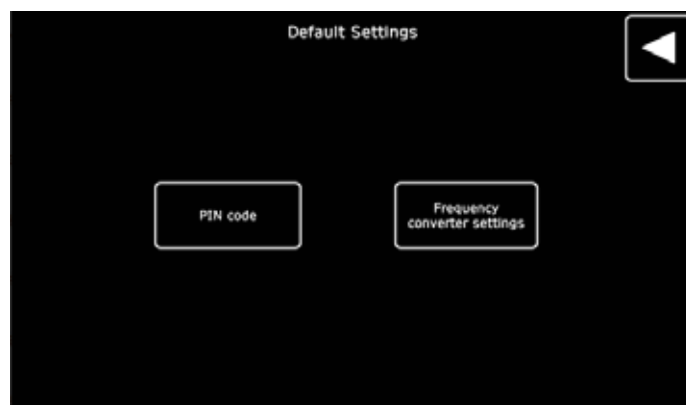 Default Settings
PIN code
Frequency
converter settings